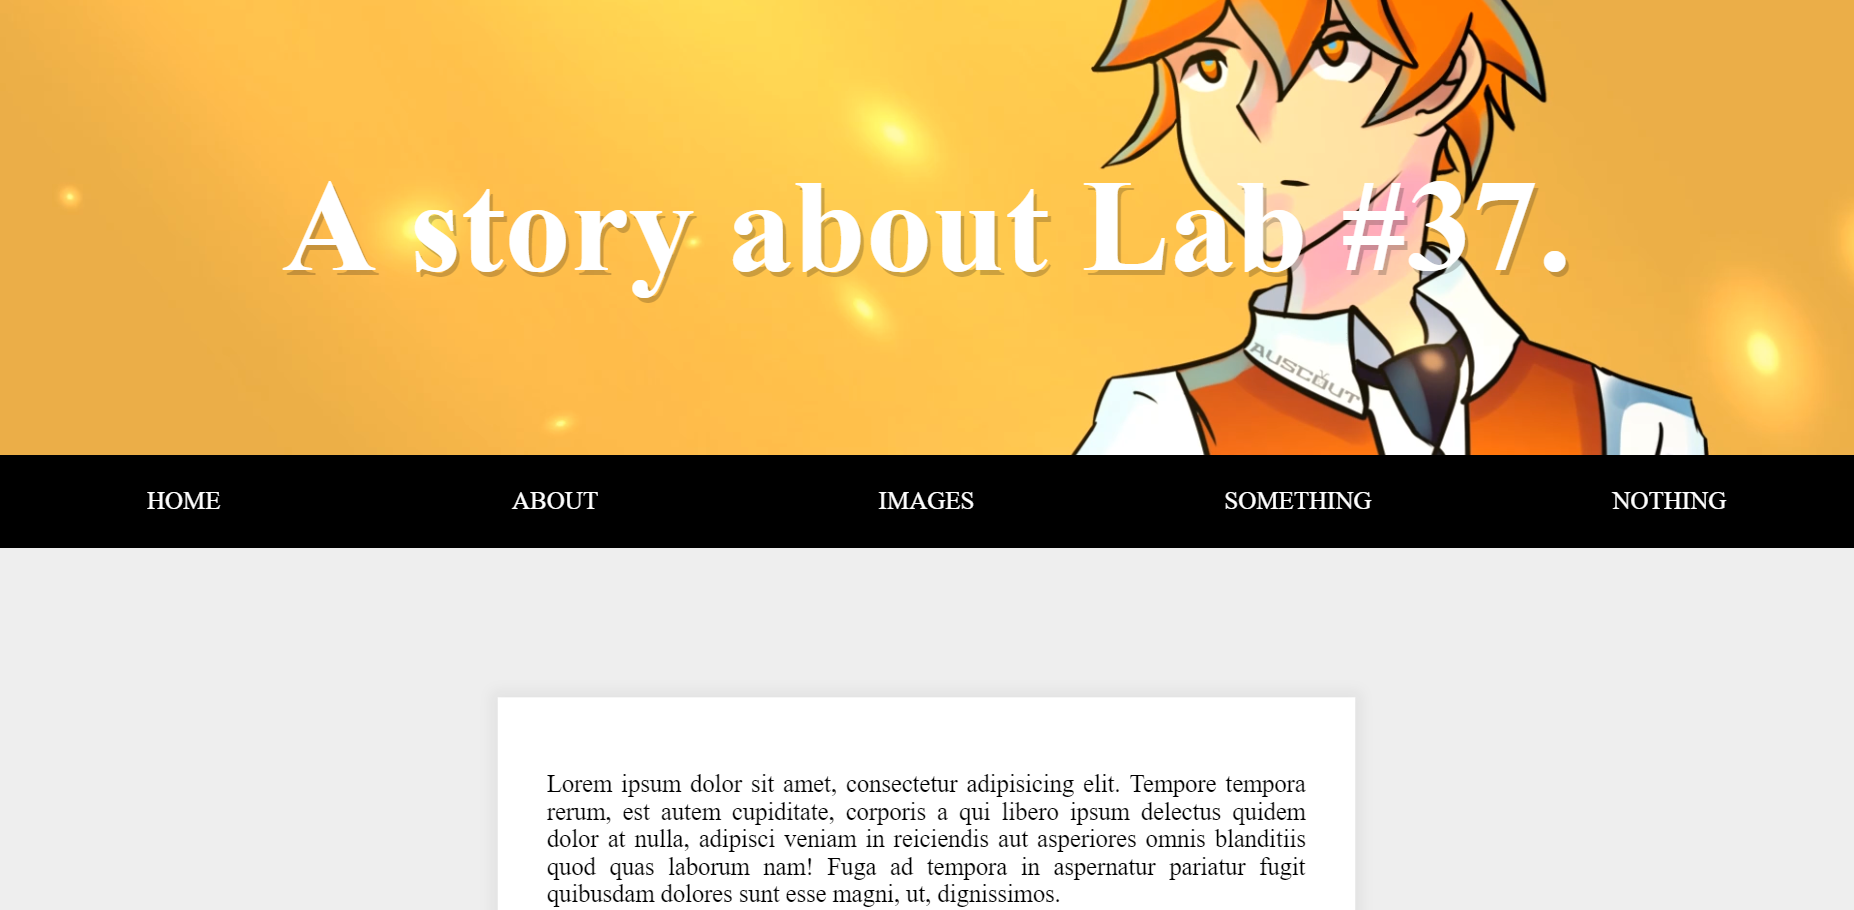 A story about Lab #37.
AUSCOUT
HOME ABOUT IMAGES SOMETHING NOTHING
Lorem ipsum dolor sit amet, consectetur adipisicing elit. Tempore tempora
rerum, est autem cupiditate, corporis a qui libero ipsum delectus quidem
dolor at nulla, adipisci veniam in reiciendis aut asperiores omnis blanditiis
quod quas laborum nam! Fuga ad tempora in aspernatur pariatur fugit
quibusdam dolores sunt esse magni, ut, dignissimos.